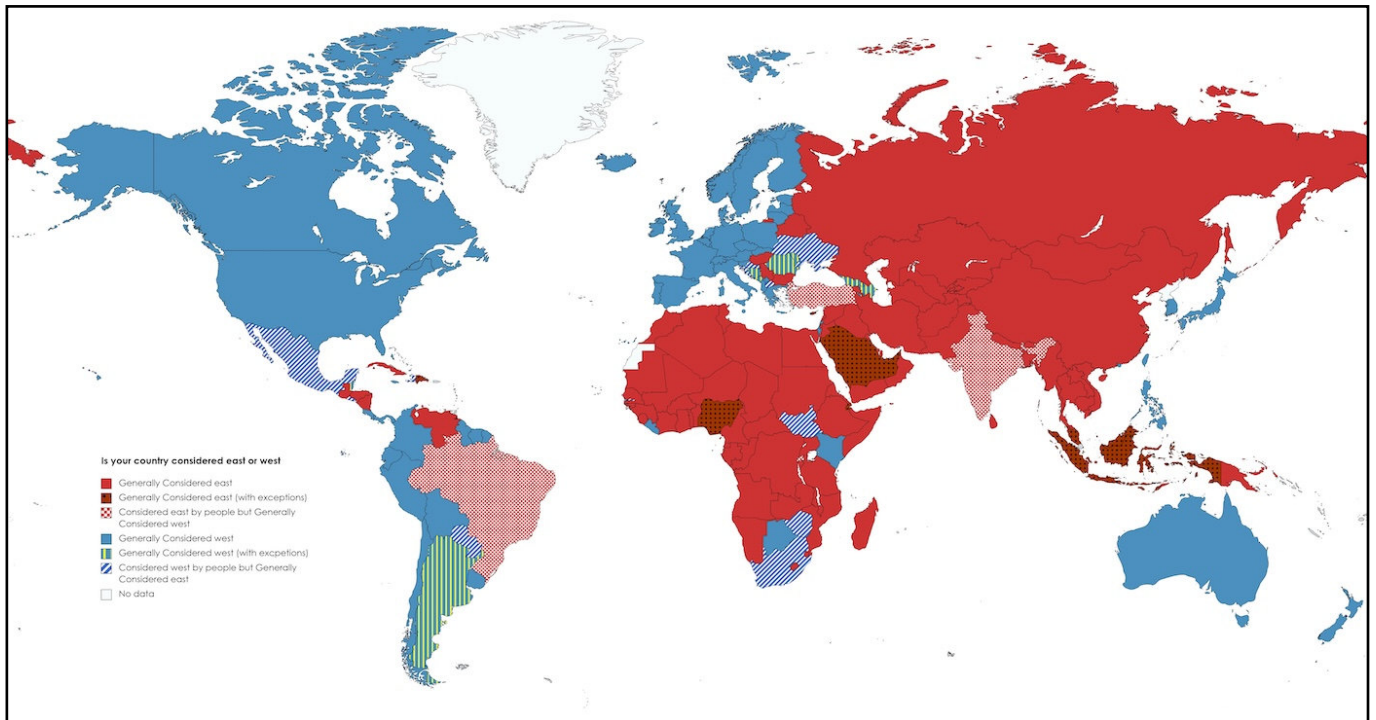 Is your country considered east or west
Generally Considered east
Generally Considered east (with exceptions)
Considered east by people but Generally
Considered west
Generally Considered west
Generally Considered west (with excpetions)
Considered west by people but Generally
Considered east
No data